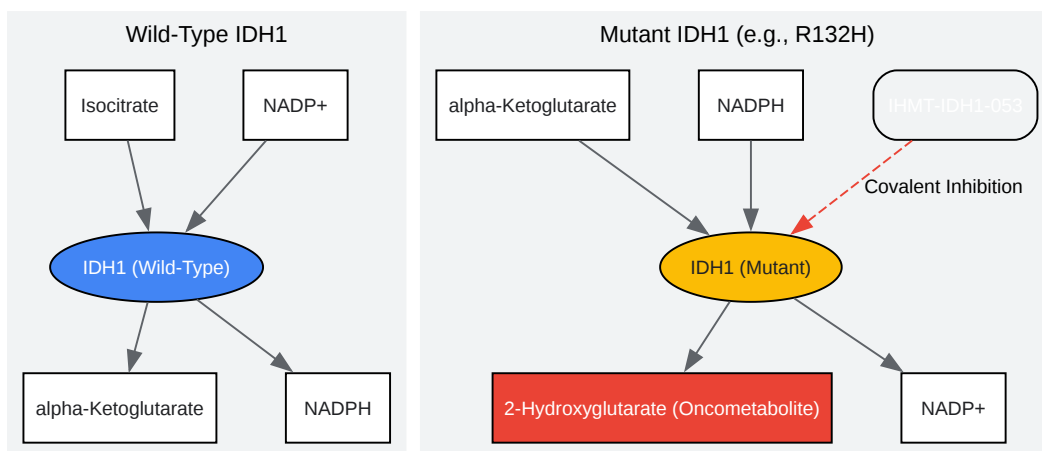 Wild-Type IDH1
Isocitrate
NADP+
IDH1 (Wild-Type)
alpha-Ketoglutarate
NADPH
Mutant IDH1 (e.g., R132H)
alpha-Ketoglutarate
NADPH
IHMT-IDH1-053
Covalent Inhibition
IDH1 (Mutant)
2-Hydroxyglutarate (Oncometabolite)
NADP+